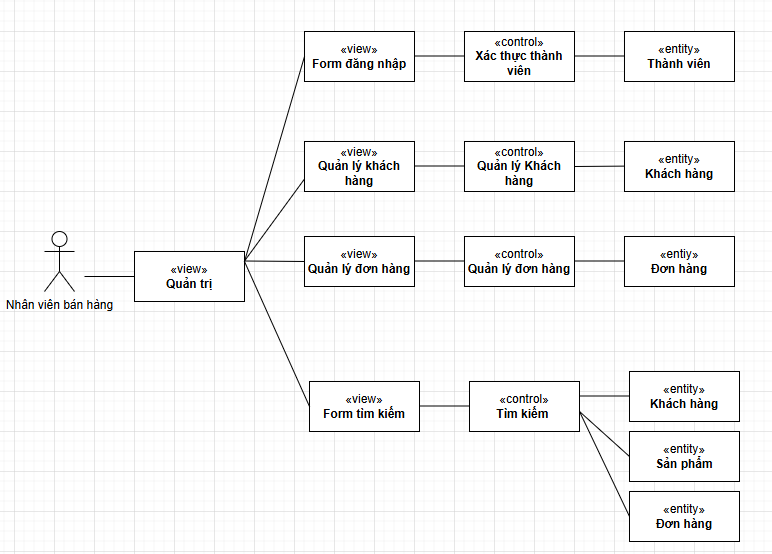 «view»
Form đăng nhập
«control»
Xác thực thành
viên
«entity»
Thành viên
«view»
Quản lý khách
hàng
«control»
Quản lý Khách
hàng
«entity»
Khách hàng
Nhân viên bán hàng
«view»
Quản trị
«view»
Quản lý đơn hàng
«control»
Quản lý đơn hàng
«entiy»
Đơn hàng
«view»
Form tìm kiếm
«control»
Tìm kiếm
«entity»
Khách hàng
«entity»
Sản phẩm
«entity»
Đơn hàng